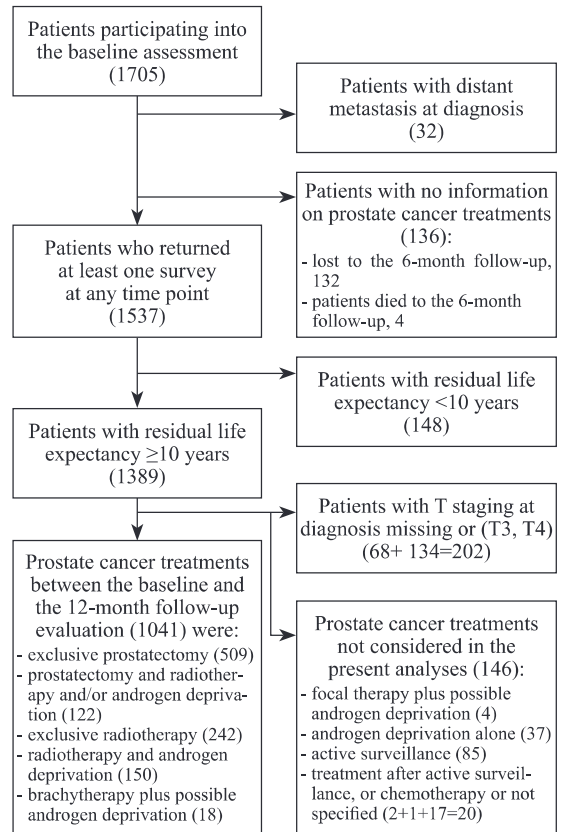 Patients participating into
the baseline assessment
(1705)
Patients with distant
metastasis at diagnosis
(32)
Patients with no information
on prostate cancer treatments
(136):
- lost to the 6-month follow-up,
132
- patients died to the 6-month
follow-up, 4
Patients who returned
at least one survey
at any time point
(1537)
Patients with residual life
expectancy <10 years
(148)
Patients with residual life
expectancy ≥10 years
(1389)
Patients with T staging at
diagnosis missing or (T3, T4)
(68+ 134=202)
Prostate cancer treatments
between the baseline and
the 12-month follow-up
evaluation (1041) were:
- exclusive prostatectomy (509)
- prostatectomy and radiother-
apy and/or androgen depriva-
tion (122)
- exclusive radiotherapy (242)
- radiotherapy and androgen
deprivation (150)
- brachytherapy plus possible
androgen deprivation (18)
Prostate cancer treatments
not considered in the
present analyses (146):
- focal therapy plus possible
androgen deprivation (4)
- androgen deprivation alone (37)
- active surveillance (85)
- treatment after active surveil-
lance, or chemotherapy or not
specified (2+1+17=20)